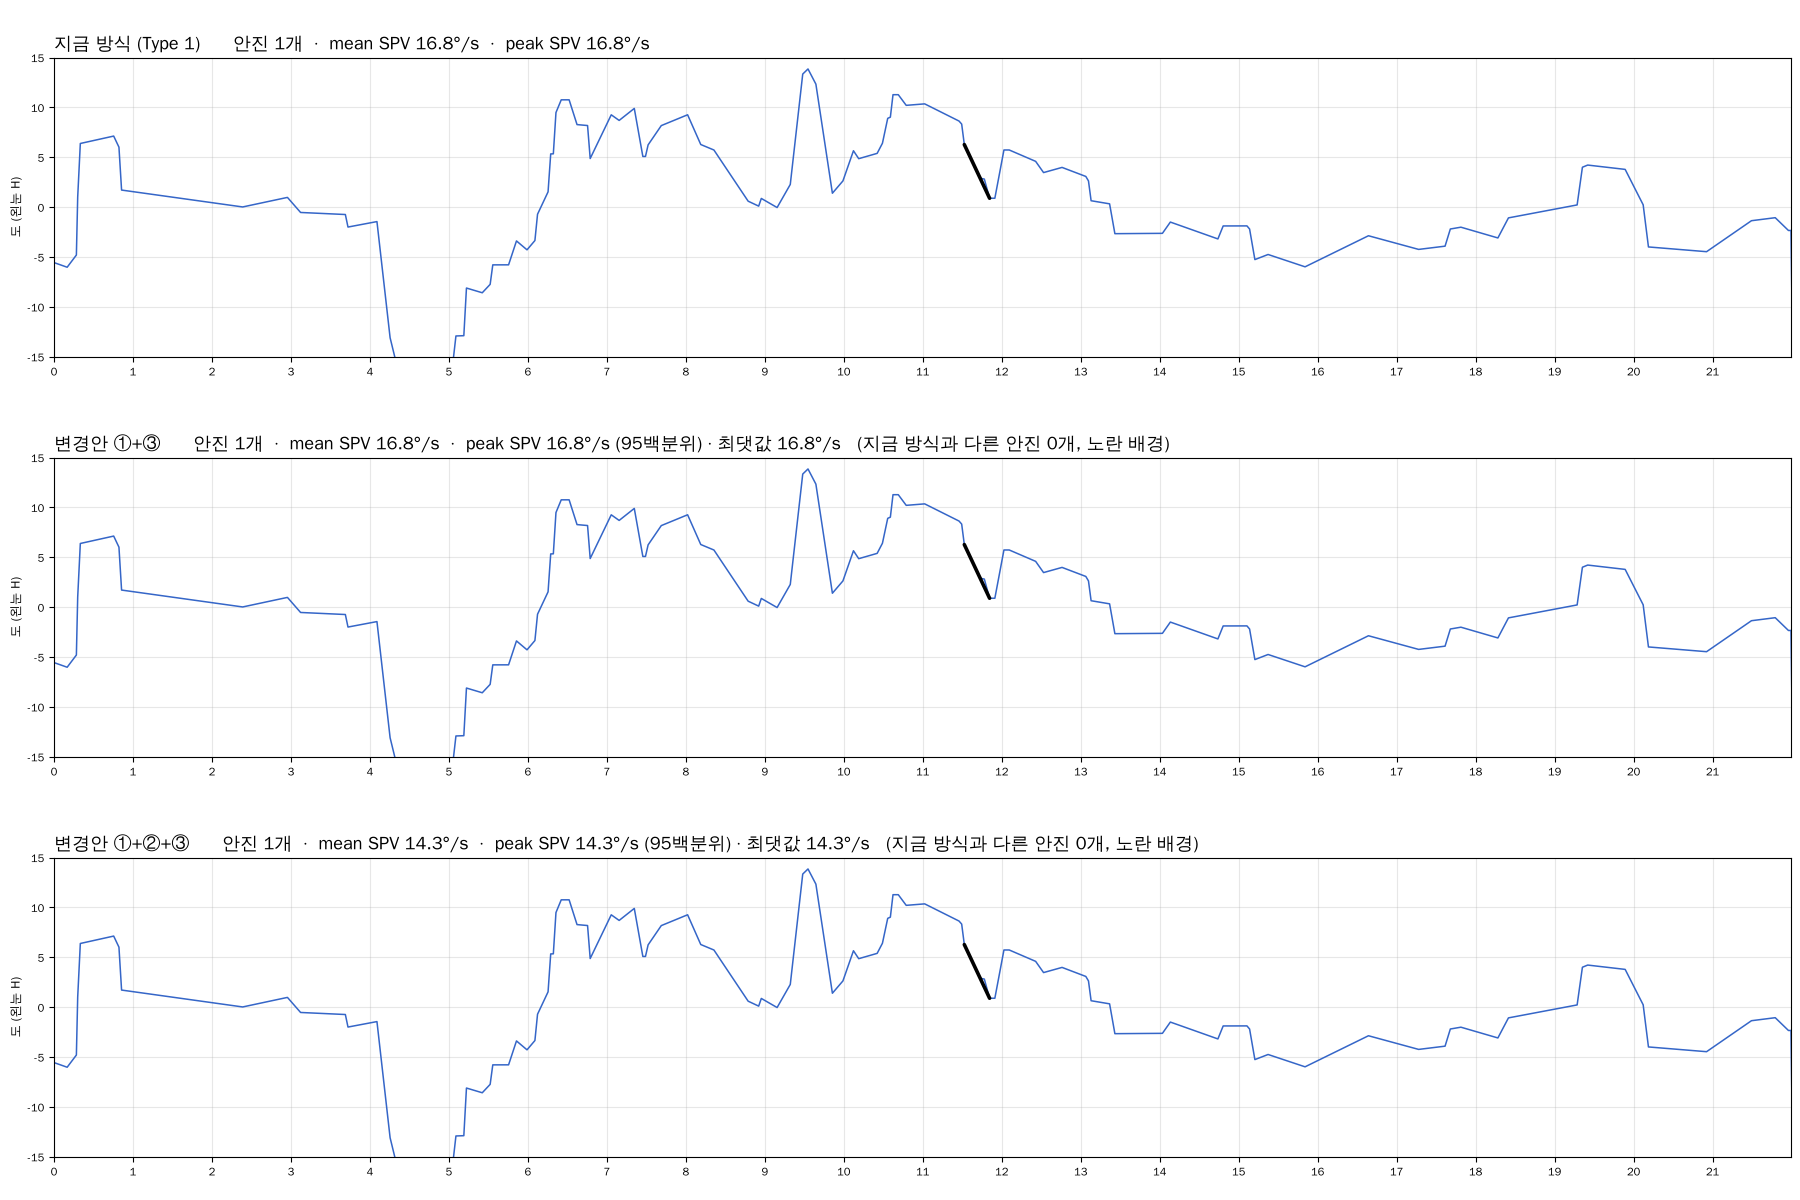 지금 방식 (Type 1)      안진 1개  ·  mean SPV 16.8°/s  ·  peak SPV 16.8°/s
15
10
5
0
-5
-10
-15
도 (왼눈 H)
0 1 2 3 4 5 6 7 8 9 10 11 12 13 14 15 16 17 18 19 20 21
변경안 ①+③      안진 1개  ·  mean SPV 16.8°/s  ·  peak SPV 16.8°/s (95백분위) · 최댓값 16.8°/s   (지금 방식과 다른 안진 0개, 노란 배경)
15
10
5
0
-5
-10
-15
도 (왼눈 H)
0 1 2 3 4 5 6 7 8 9 10 11 12 13 14 15 16 17 18 19 20 21
변경안 ①+②+③      안진 1개  ·  mean SPV 14.3°/s  ·  peak SPV 14.3°/s (95백분위) · 최댓값 14.3°/s   (지금 방식과 다른 안진 0개, 노란 배경)
15
10
5
0
-5
-10
-15
도 (왼눈 H)
0 1 2 3 4 5 6 7 8 9 10 11 12 13 14 15 16 17 18 19 20 21